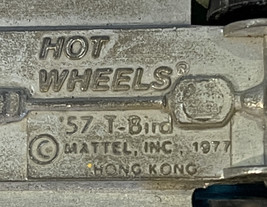 HOT
WHEELS®
'57 T-Bird
© MATTEL, INC., 1977
HONG KONG